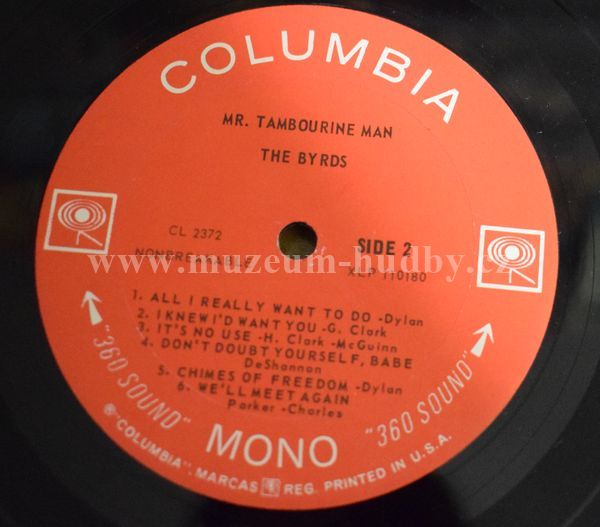 COLUMBIA
MR. TAMBOURINE MAN
THE BYRDS
CL 2372
SIDE 2
NONBREAKABLE
XLP 110180
www.muzeum-hudby.cz
1. ALL I REALLY WANT TO DO -Dylan
2. I KNEW I'D WANT YOU -G. Clark
3. IT'S NO USE -H. Clark -McGuinn
4. DON'T DOUBT YOURSELF, BABE
DeShannon
5. CHIMES OF FREEDOM -Dylan
6. WE'LL MEET AGAIN
Parker -Charles
"360 SOUND"
MONO
"360 SOUND"
® "COLUMBIA". MARCAS REG. PRINTED IN U.S.A.